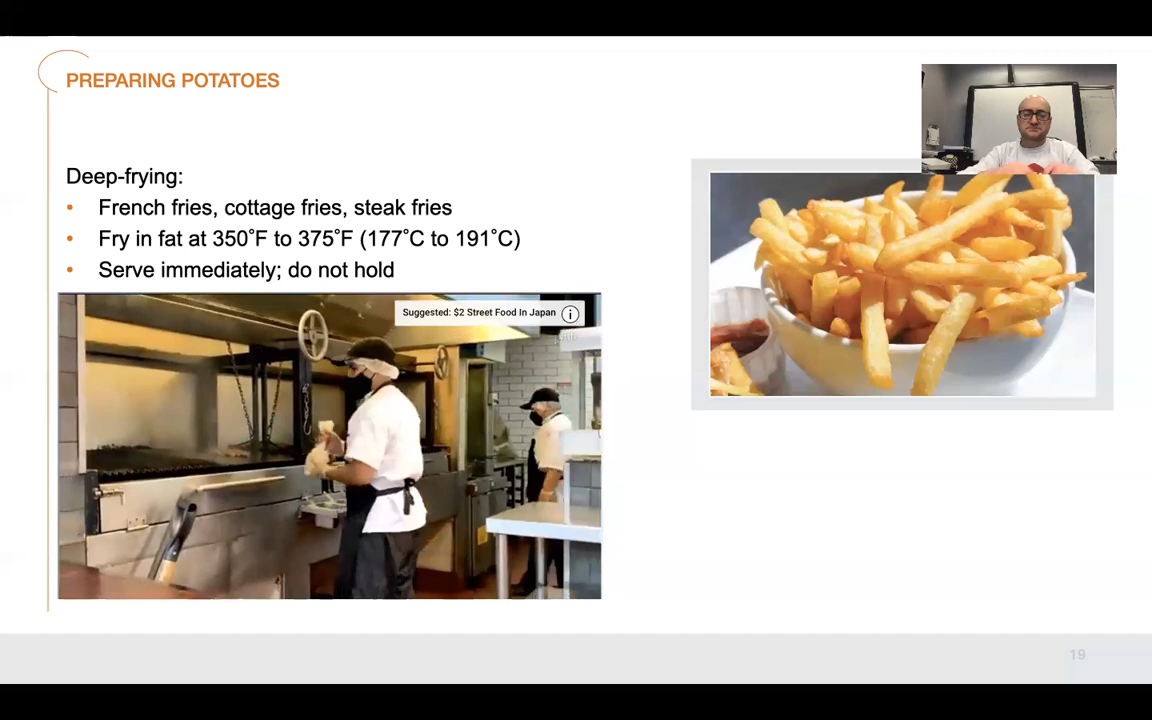 PREPARING POTATOES
Deep-frying:
• French fries, cottage fries, steak fries
• Fry in fat at 350˚F to 375˚F (177˚C to 191˚C)
• Serve immediately; do not hold
Suggested: $2 Street Food In Japan
19